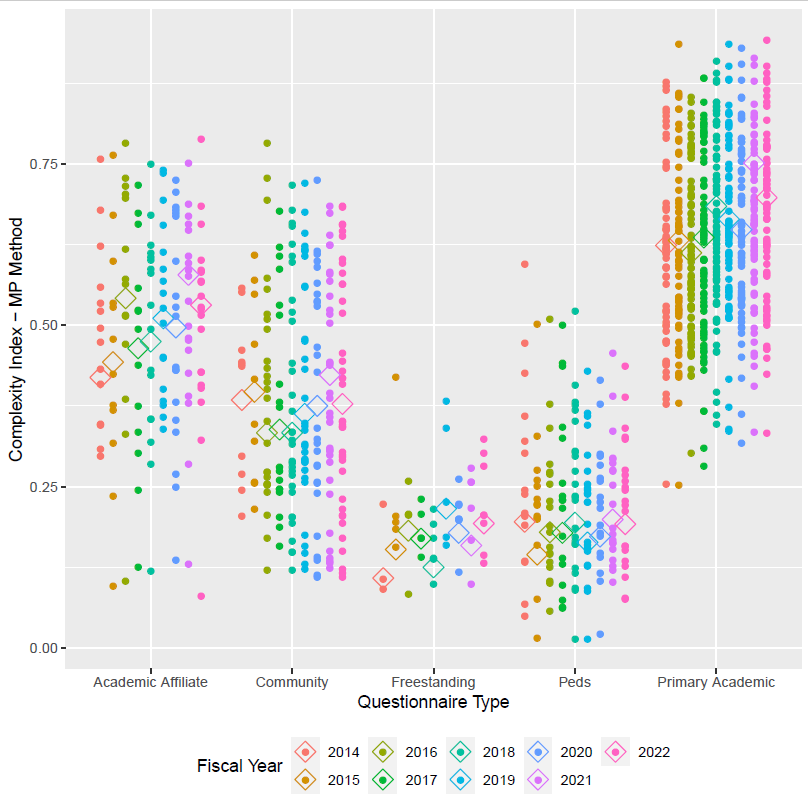 Complexity Index − MP Method
0.75
0.50
0.25
0.00
Academic Affiliate Community Freestanding Peds Primary Academic
Questionnaire Type
Fiscal Year
2014 2016 2018 2020 2022
2015 2017 2019 2021